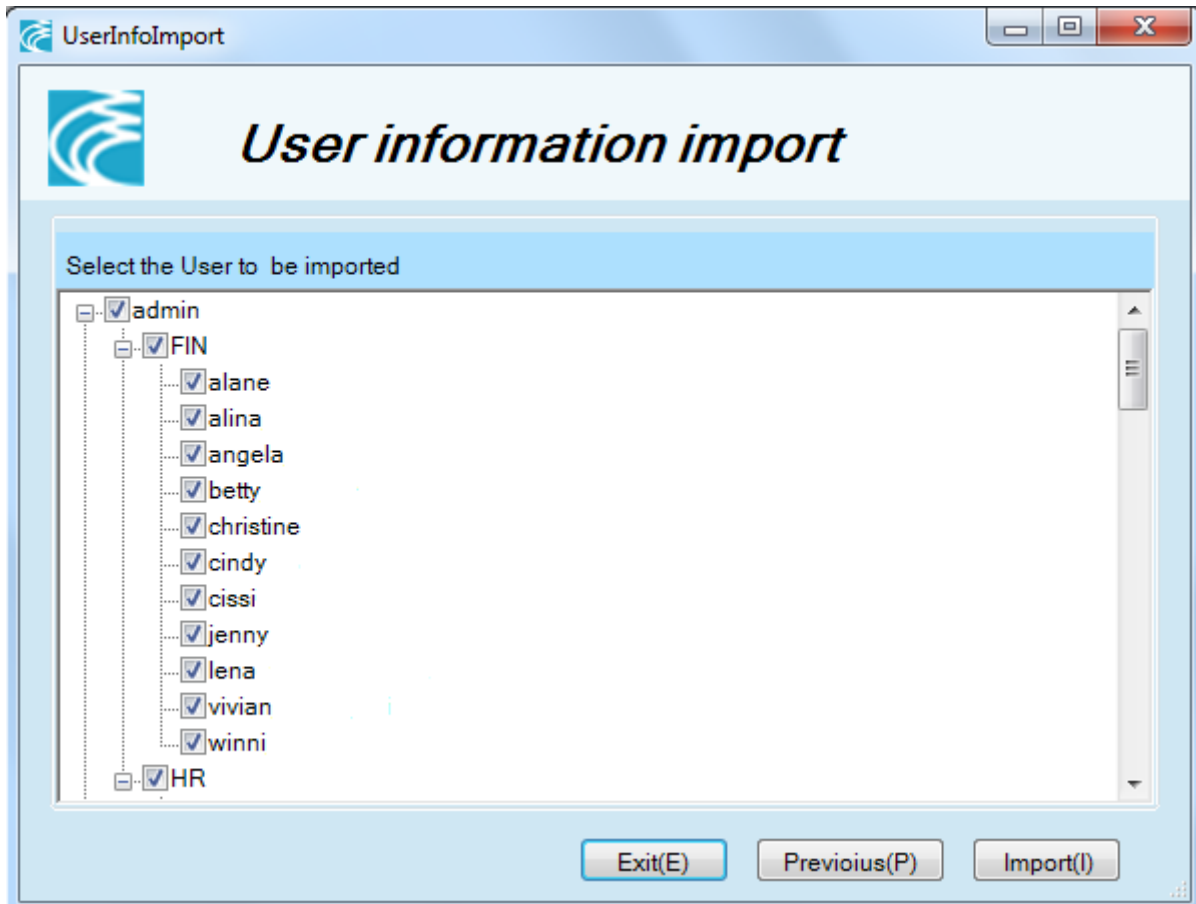 UserInfoImport
User information import
Select the User to be imported
admin
FIN
alane
alina
angela
betty
christine
cindy
cissi
jenny
lena
vivian
winni
HR
Exit(E) Previoius(P) Import(I)